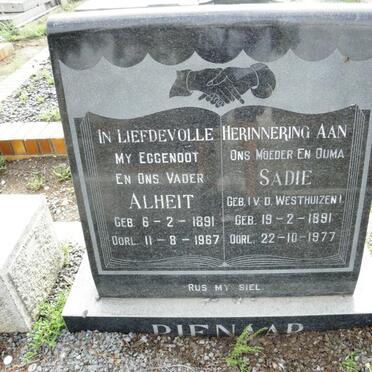 IN LIEFDEVOLLE HERINNERING AAN
MY EGGENOOT
EN ONS VADER
ALHEIT
GEB. 6-2-1891
OORL. 11-8-1967
ONS MOEDER EN OUMA
SADIE
GEB. (V.D. WESTHUIZEN).
GEB. 19-2-1891
OORL. 22-10-1977
RUS MY SIEL
PIENAAR